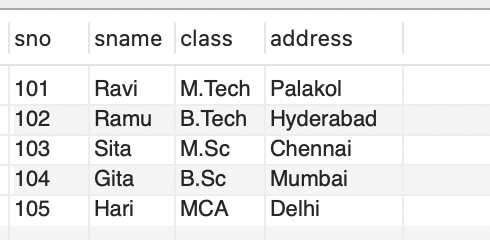 sno sname class address
101 Ravi M.Tech Palakol
102 Ramu B.Tech Hyderabad
103 Sita M.Sc Chennai
104 Gita B.Sc Mumbai
105 Hari MCA Delhi